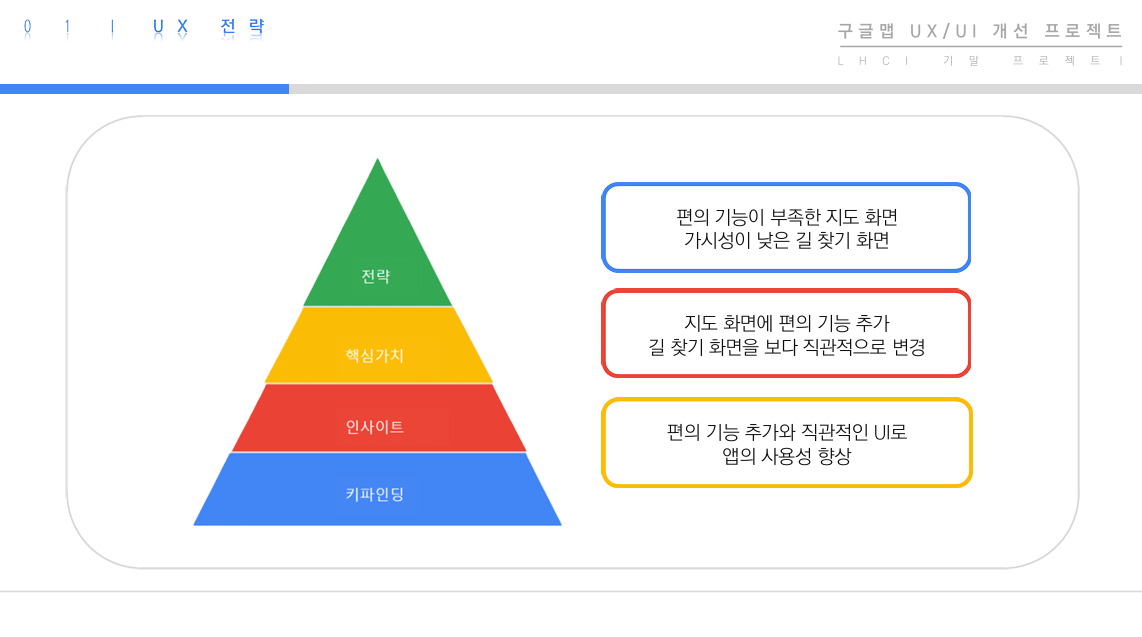 01 | UX 전략
구글맵 UX/UI 개선 프로젝트
LHCI 기말 프로젝트I
전략
핵심가치
인사이트
키파인딩
편의 기능이 부족한 지도 화면
가시성이 낮은 길 찾기 화면
지도 화면에 편의 기능 추가
길 찾기 화면을 보다 직관적으로 변경
편의 기능 추가와 직관적인 UI로
앱의 사용성 향상